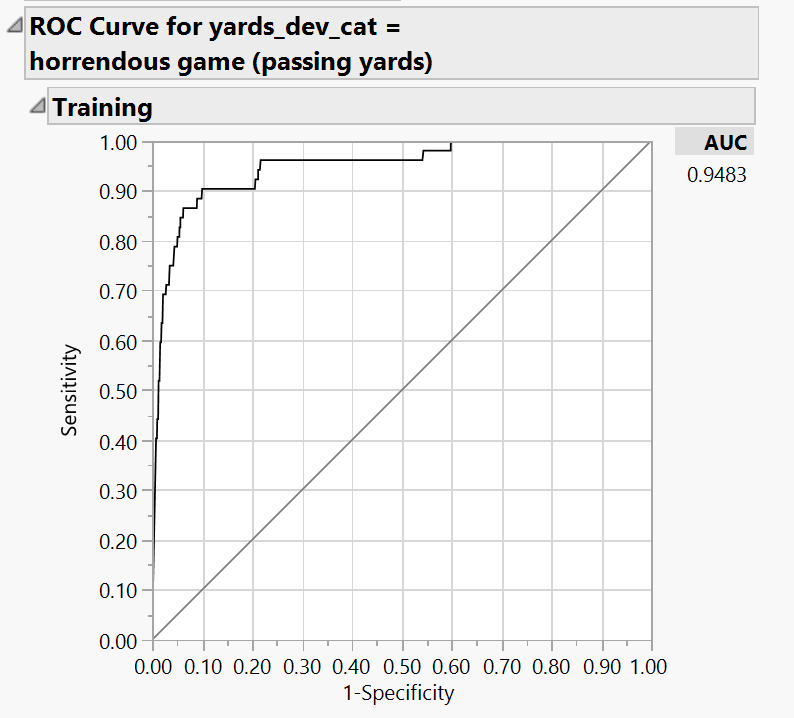 ROC Curve for yards_dev_cat =
horrendous game (passing yards)
Training
AUC
0.9483
1.00
0.90
0.80
0.70
0.60
0.50
0.40
0.30
0.20
0.10
0.00
Sensitivity
0.00 0.10 0.20 0.30 0.40 0.50 0.60 0.70 0.80 0.90 1.00
1-Specificity